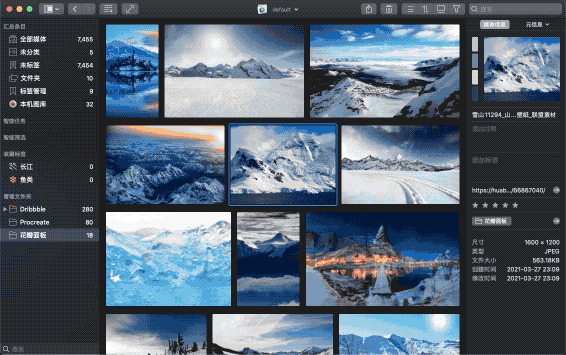 default
搜索
汇总条目
全部媒体 7,455
未分类 5
未标签 7,454
文件夹 10
标签管理 9
本机图库 32
智能任务
智能筛选
收藏标签
长江 0
鱼类 0
管理文件夹
Dribbble 280
Procreate 80
花瓣画板 18
搜索
媒体信息 元信息
雪山11294_山..._壁纸_联盟素材
添加注释
添加标签
https://huab...../66867040/
花瓣画板
尺寸 1600 × 1200
类型 JPEG
文件大小 563.18KB
创建时间 2021-03-27 23:09
修改时间 2021-03-27 23:09